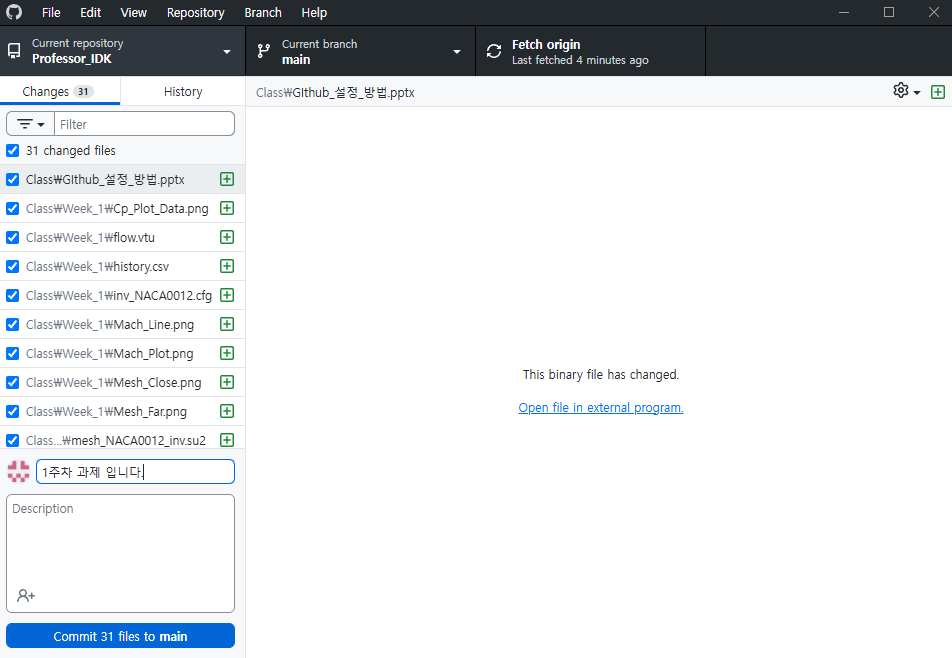 File Edit View Repository Branch Help
Current repository
Professor_IDK
Current branch
main
Fetch origin
Last fetched 4 minutes ago
Changes 31
History
Class₩GIthub_설정_방법.pptx
Filter
31 changed files
Class₩GIthub_설정_방법.pptx
Class₩Week_1₩Cp_Plot_Data.png
Class₩Week_1₩flow.vtu
Class₩Week_1₩history.csv
Class₩Week_1₩inv_NACA0012.cfg
Class₩Week_1₩Mach_Line.png
Class₩Week_1₩Mach_Plot.png
Class₩Week_1₩Mesh_Close.png
Class₩Week_1₩Mesh_Far.png
Class...₩mesh_NACA0012_inv.su2
1주차 과제 입니다.
Description
Commit 31 files to main
This binary file has changed.
Open file in external program.